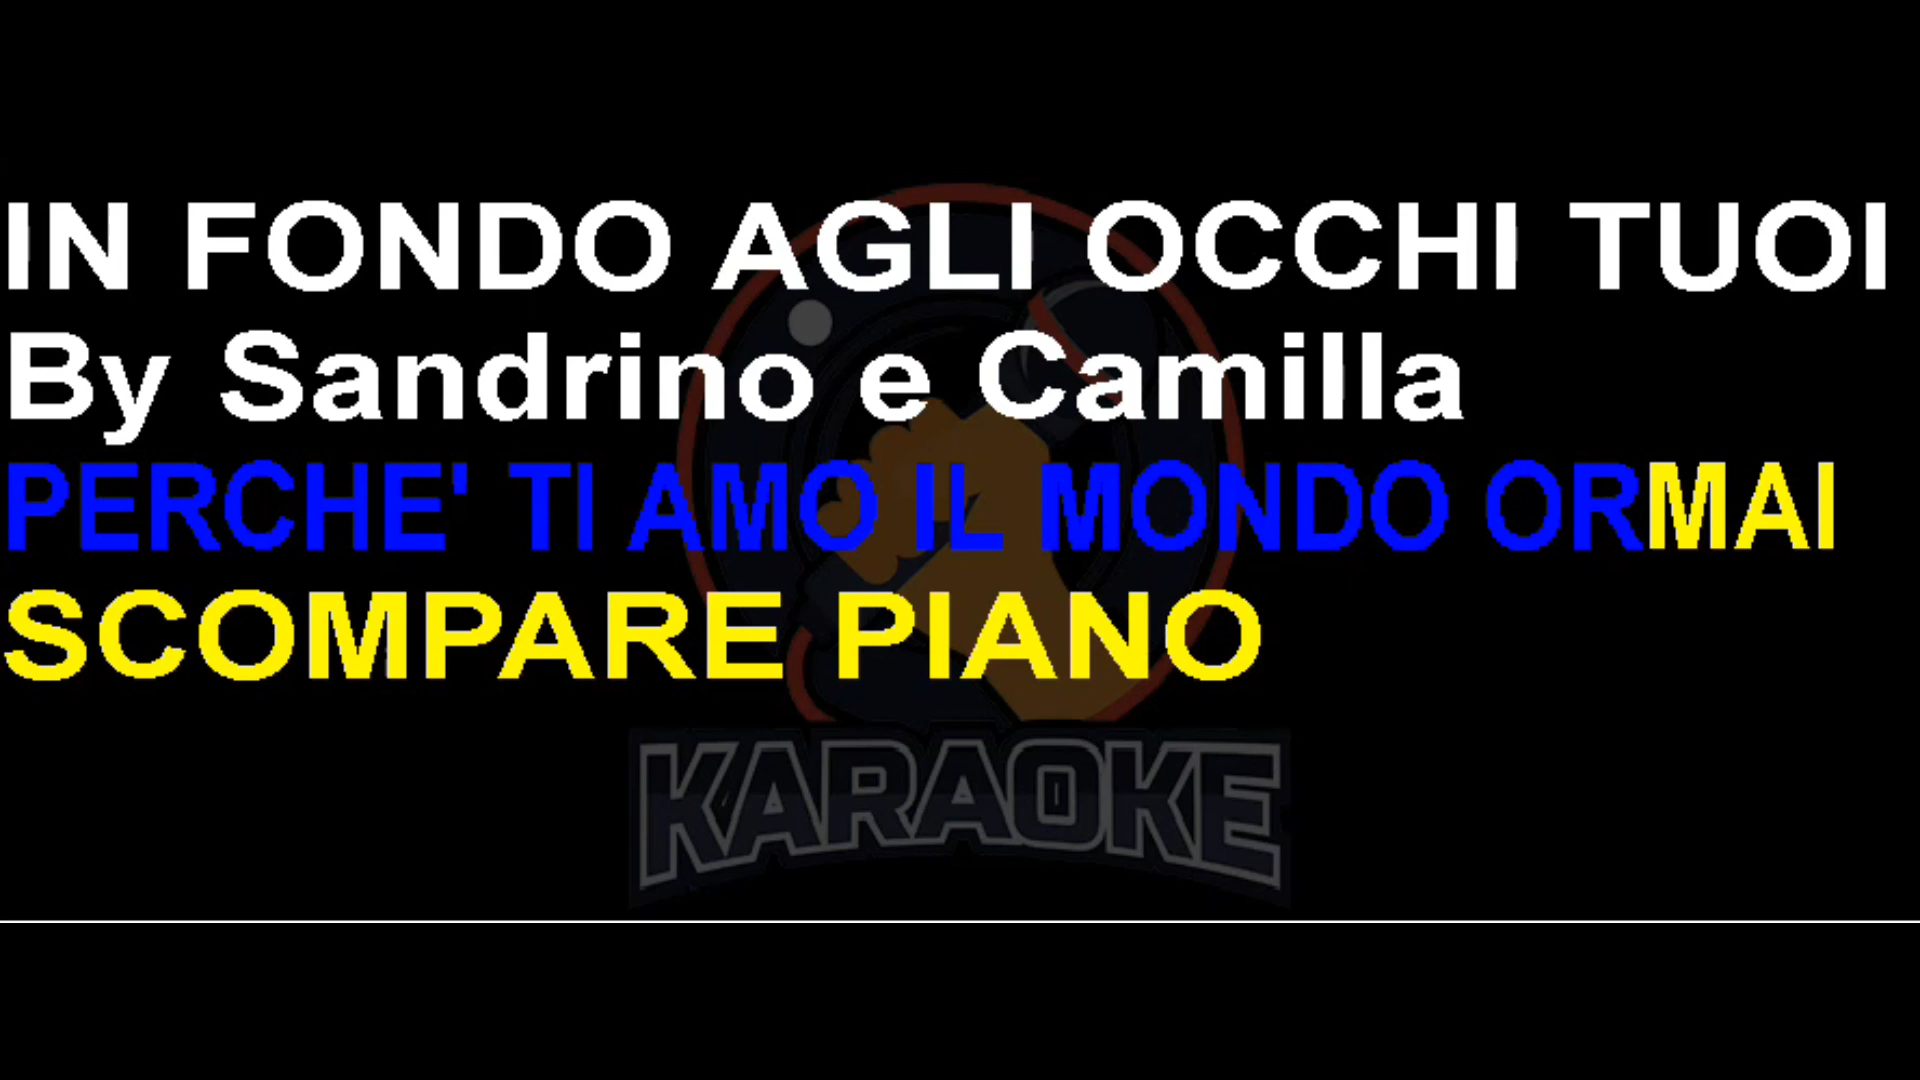 IN FONDO AGLI OCCHI TUOI
By Sandrino e Camilla
PERCHE' TI AMO IL MONDO ORMAI
SCOMPARE PIANO
KARAOKE